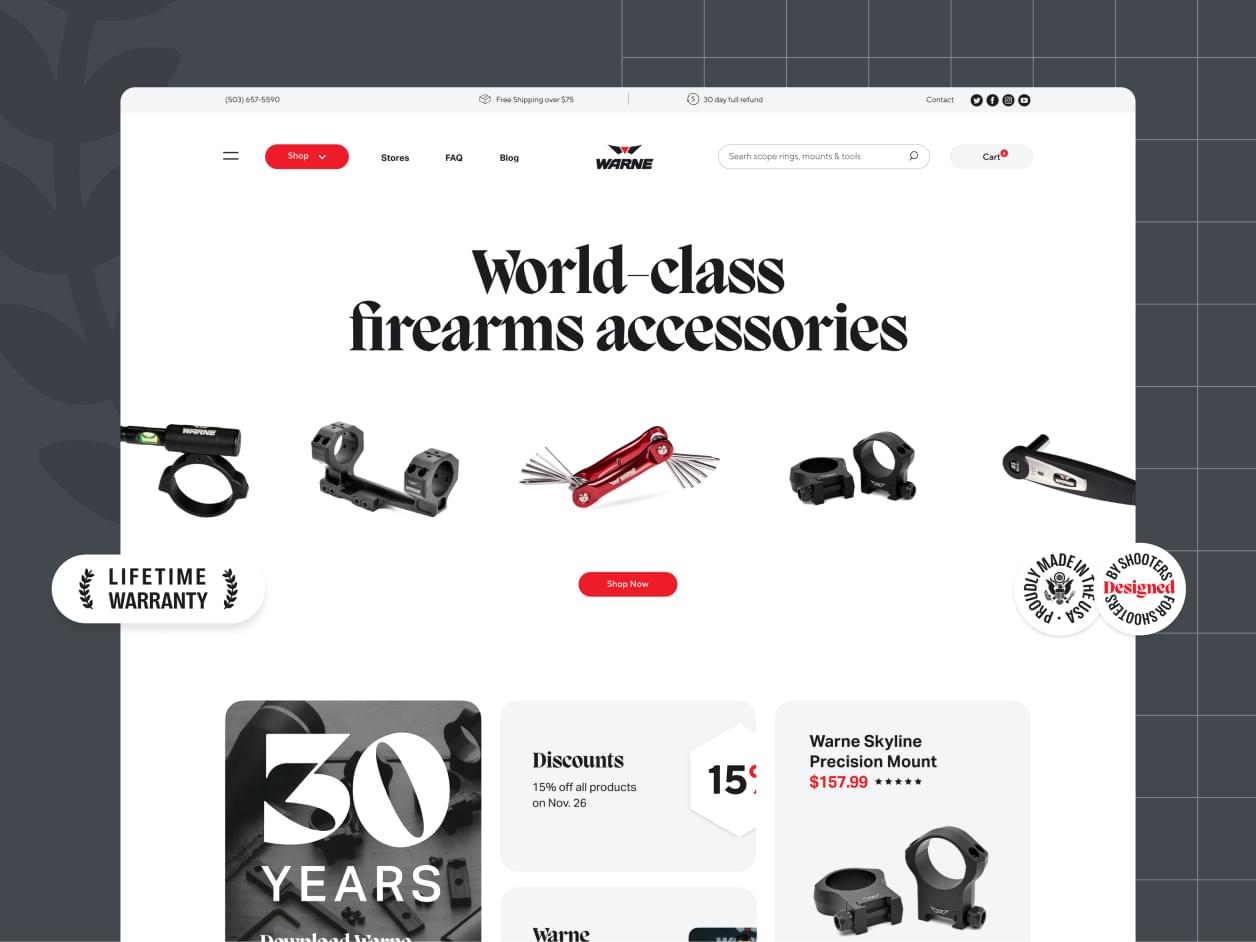 (503) 657-5590
Free Shipping over $75
30 day full refund
Contact
Shop
Stores
FAQ
Blog
WARNE
Searh scope rings, mounts & tools
Cart
World-class
firearms accessories
WARNE
Shop Now
LIFETIME
WARRANTY
PROUDLY MADE IN THE USA •
BY SHOOTERS
Designed
FOR SHOOTERS
30
YEARS
Download Warne
Discounts
15% off all products
on Nov. 26
15%
Warne
Warne Skyline
Precision Mount
$157.99 ★★★★★